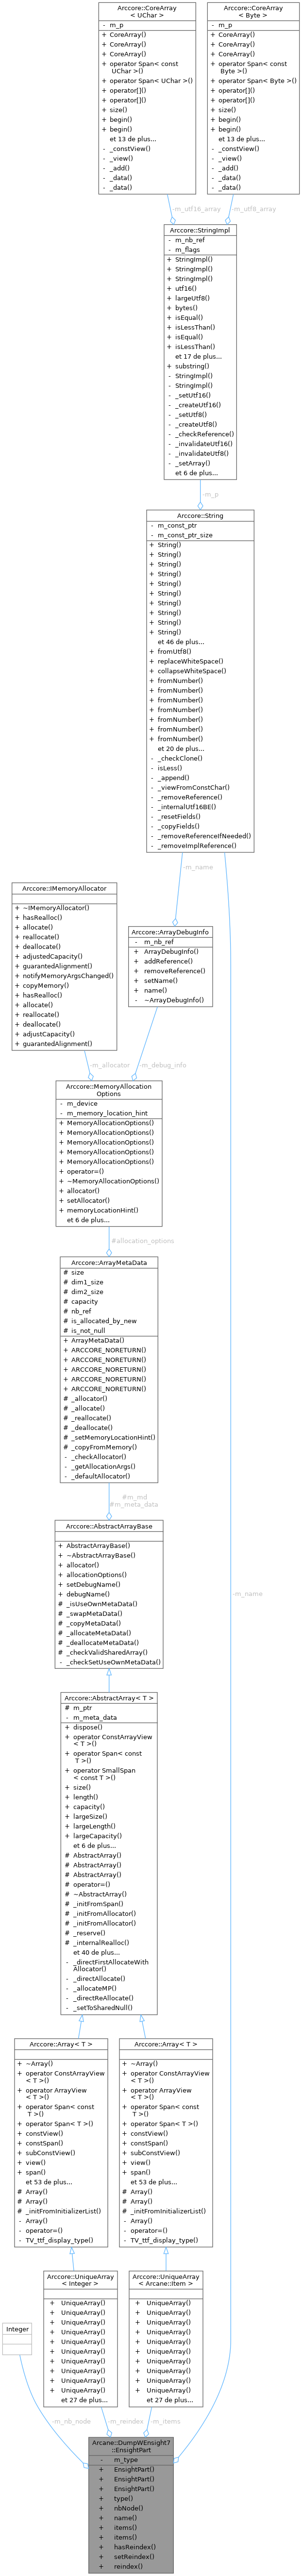 Arccore::CoreArray
< UChar >
- m_p
+ CoreArray()
+ CoreArray()
+ CoreArray()
+ operator Span< const
UChar >()
+ operator Span< UChar >()
+ operator[]()
+ operator[]()
+ size()
+ begin()
+ begin()
et 13 de plus...
- _constView()
- _view()
- _add()
- _data()
- _data()
Arccore::CoreArray
< Byte >
- m_p
+ CoreArray()
+ CoreArray()
+ CoreArray()
+ operator Span< const
Byte >()
+ operator Span< Byte >()
+ operator[]()
+ operator[]()
+ size()
+ begin()
+ begin()
et 13 de plus...
- _constView()
- _view()
- _add()
- _data()
- _data()
-m_utf16_array
-m_utf8_array
Arccore::StringImpl
- m_nb_ref
- m_flags
+ StringImpl()
+ StringImpl()
+ StringImpl()
+ utf16()
+ largeUtf8()
+ bytes()
+ isEqual()
+ isLessThan()
+ isEqual()
+ isLessThan()
et 17 de plus...
+ substring()
- StringImpl()
- StringImpl()
- _setUtf16()
- _createUtf16()
- _setUtf8()
- _createUtf8()
- _checkReference()
- _invalidateUtf16()
- _invalidateUtf8()
- _setArray()
et 6 de plus...
-m_p
Arccore::String
- m_const_ptr
- m_const_ptr_size
+ String()
+ String()
+ String()
+ String()
+ String()
+ String()
+ String()
+ String()
+ String()
+ String()
et 46 de plus...
+ fromUtf8()
+ replaceWhiteSpace()
+ collapseWhiteSpace()
+ fromNumber()
+ fromNumber()
+ fromNumber()
+ fromNumber()
+ fromNumber()
+ fromNumber()
+ fromNumber()
et 20 de plus...
- _checkClone()
- isLess()
- _append()
- _viewFromConstChar()
- _removeReference()
- _internalUtf16BE()
- _resetFields()
- _copyFields()
- _removeReferenceIfNeeded()
- _removeImplReference()
-m_name
Arccore::IMemoryAllocator
+ ~IMemoryAllocator()
+ hasRealloc()
+ allocate()
+ reallocate()
+ deallocate()
+ adjustedCapacity()
+ guarantedAlignment()
+ notifyMemoryArgsChanged()
+ copyMemory()
+ hasRealloc()
+ allocate()
+ reallocate()
+ deallocate()
+ adjustCapacity()
+ guarantedAlignment()
Arccore::ArrayDebugInfo
- m_nb_ref
+ ArrayDebugInfo()
+ addReference()
+ removeReference()
+ setName()
+ name()
- ~ArrayDebugInfo()
-m_allocator
-m_debug_info
Arccore::MemoryAllocation
Options
- m_device
- m_memory_location_hint
+ MemoryAllocationOptions()
+ MemoryAllocationOptions()
+ MemoryAllocationOptions()
+ MemoryAllocationOptions()
+ MemoryAllocationOptions()
+ operator=()
+ ~MemoryAllocationOptions()
+ allocator()
+ setAllocator()
+ memoryLocationHint()
et 6 de plus...
#allocation_options
Arccore::ArrayMetaData
# size
# dim1_size
# dim2_size
# capacity
# nb_ref
# is_allocated_by_new
# is_not_null
+ ArrayMetaData()
+ ARCCORE_NORETURN()
+ ARCCORE_NORETURN()
+ ARCCORE_NORETURN()
+ ARCCORE_NORETURN()
+ ARCCORE_NORETURN()
# _allocator()
# _allocate()
# _reallocate()
# _deallocate()
# _setMemoryLocationHint()
# _copyFromMemory()
- _checkAllocator()
- _getAllocationArgs()
- _defaultAllocator()
#m_md
#m_meta_data
Arccore::AbstractArrayBase
+ AbstractArrayBase()
+ ~AbstractArrayBase()
+ allocator()
+ allocationOptions()
+ setDebugName()
+ debugName()
# _isUseOwnMetaData()
# _swapMetaData()
# _copyMetaData()
# _allocateMetaData()
# _deallocateMetaData()
# _checkValidSharedArray()
- _checkSetUseOwnMetaData()
-m_name
Arccore::AbstractArray< T >
# m_ptr
- m_meta_data
+ dispose()
+ operator ConstArrayView
< T >()
+ operator Span< const
T >()
+ operator SmallSpan
< const T >()
+ size()
+ length()
+ capacity()
+ largeSize()
+ largeLength()
+ largeCapacity()
et 6 de plus...
# AbstractArray()
# AbstractArray()
# AbstractArray()
# operator=()
# ~AbstractArray()
# _initFromSpan()
# _initFromAllocator()
# _initFromAllocator()
# _reserve()
# _internalRealloc()
et 40 de plus...
- _directFirstAllocateWith
Allocator()
- _directAllocate()
- _allocateMP()
- _directReAllocate()
- _setToSharedNull()
Arccore::Array< T >
+ ~Array()
+ operator ConstArrayView
< T >()
+ operator ArrayView
< T >()
+ operator Span< const
T >()
+ operator Span< T >()
+ constView()
+ constSpan()
+ subConstView()
+ view()
+ span()
et 53 de plus...
# Array()
# Array()
# _initFromInitializerList()
- Array()
- operator=()
- TV_ttf_display_type()
Arccore::Array< T >
+ ~Array()
+ operator ConstArrayView
< T >()
+ operator ArrayView
< T >()
+ operator Span< const
T >()
+ operator Span< T >()
+ constView()
+ constSpan()
+ subConstView()
+ view()
+ span()
et 53 de plus...
# Array()
# Array()
# _initFromInitializerList()
- Array()
- operator=()
- TV_ttf_display_type()
Integer
Arccore::UniqueArray
< Integer >
+ UniqueArray()
+ UniqueArray()
+ UniqueArray()
+ UniqueArray()
+ UniqueArray()
+ UniqueArray()
+ UniqueArray()
+ UniqueArray()
+ UniqueArray()
+ UniqueArray()
et 27 de plus...
Arccore::UniqueArray
< Arcane::Item >
+ UniqueArray()
+ UniqueArray()
+ UniqueArray()
+ UniqueArray()
+ UniqueArray()
+ UniqueArray()
+ UniqueArray()
+ UniqueArray()
+ UniqueArray()
+ UniqueArray()
et 27 de plus...
-m_nb_node
-m_reindex
-m_items
Arcane::DumpWEnsight7
::EnsightPart
- m_type
+ EnsightPart()
+ EnsightPart()
+ EnsightPart()
+ type()
+ nbNode()
+ name()
+ items()
+ items()
+ hasReindex()
+ setReindex()
+ reindex()